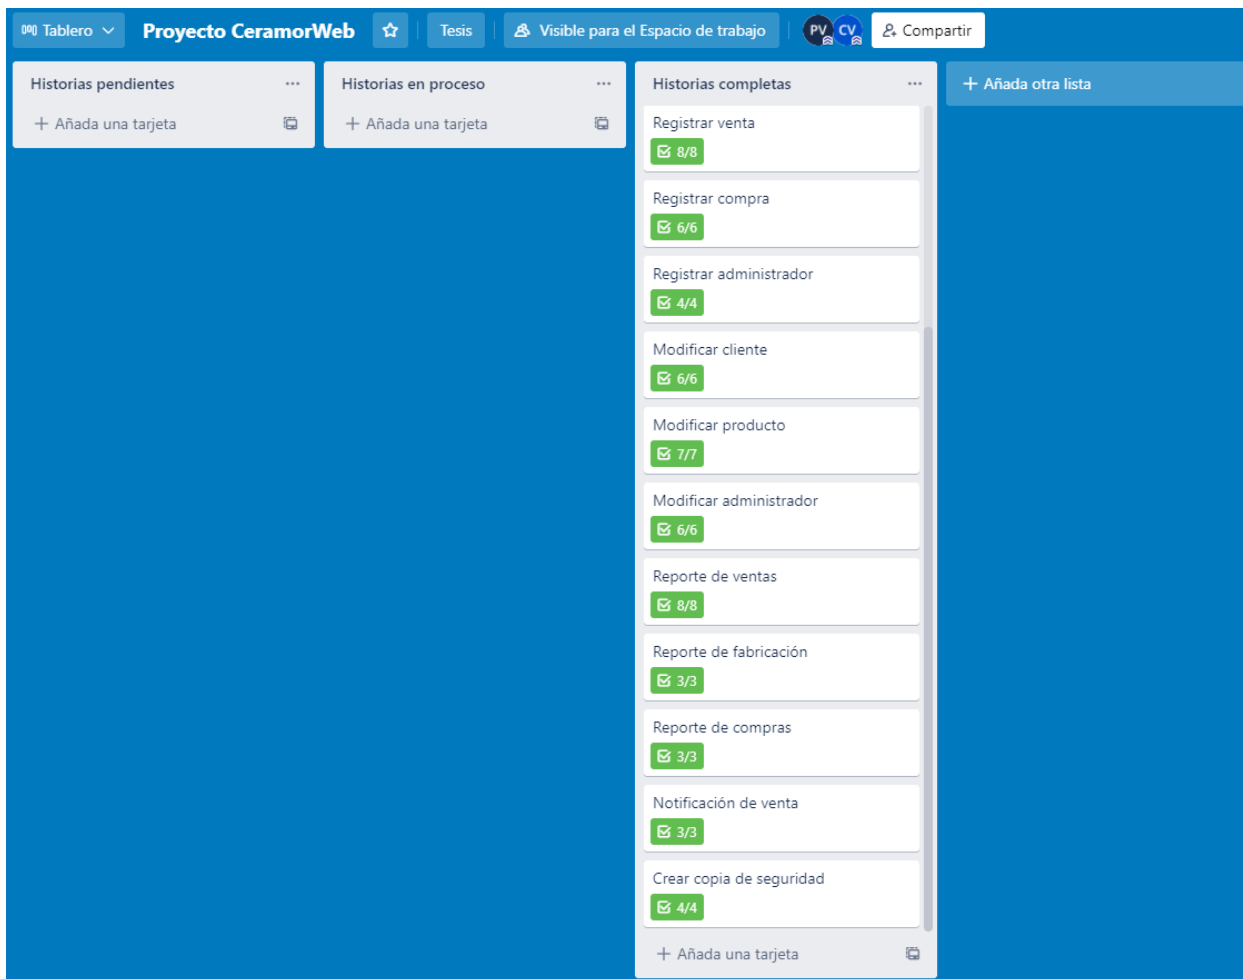 Tablero
Proyecto CeramorWeb
Tesis
Visible para el Espacio de trabajo
PV
CV
Compartir
Historias pendientes
Añada una tarjeta
Historias en proceso
Añada una tarjeta
Historias completas
Registrar venta
8/8
Registrar compra
6/6
Registrar administrador
4/4
Modificar cliente
6/6
Modificar producto
7/7
Modificar administrador
6/6
Reporte de ventas
8/8
Reporte de fabricación
3/3
Reporte de compras
3/3
Notificación de venta
3/3
Crear copia de seguridad
4/4
Añada una tarjeta
Añada otra lista